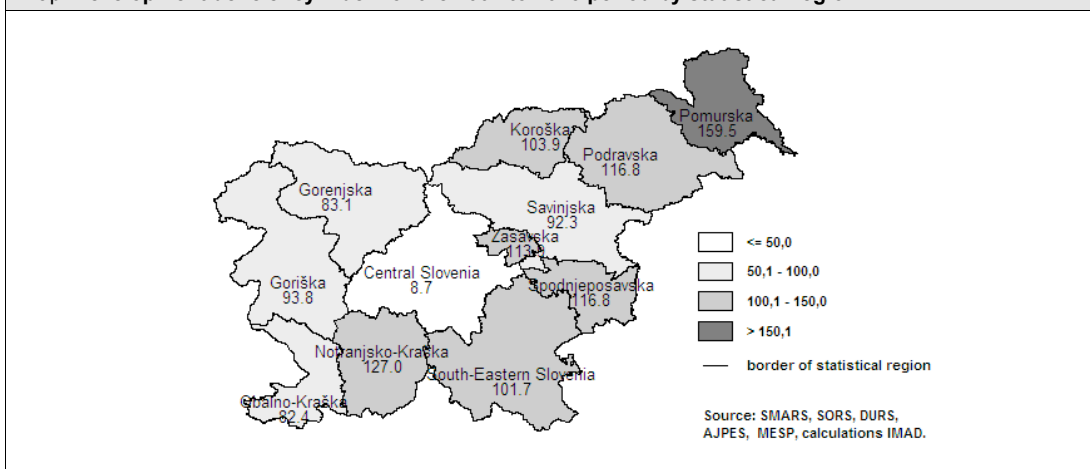 Pomurska
159.5
Koroška
103.9
Podravska
116.8
Gorenjska
83.1
Savinjska
92.3
Zasavska
Central Slovenia
8.7
Goriška
93.8
Spodnjeposavska
116.8
Notranjsko-Kraška
127.0
South-Eastern Slovenia
101.7
Obalno-Kraška
82.4
<= 50,0
50,1 - 100,0
100,1 - 150,0
> 150,1
border of statistical region
Source: SMARS, SORS, DURS,
AJPES, MESP, calculations IMAD.